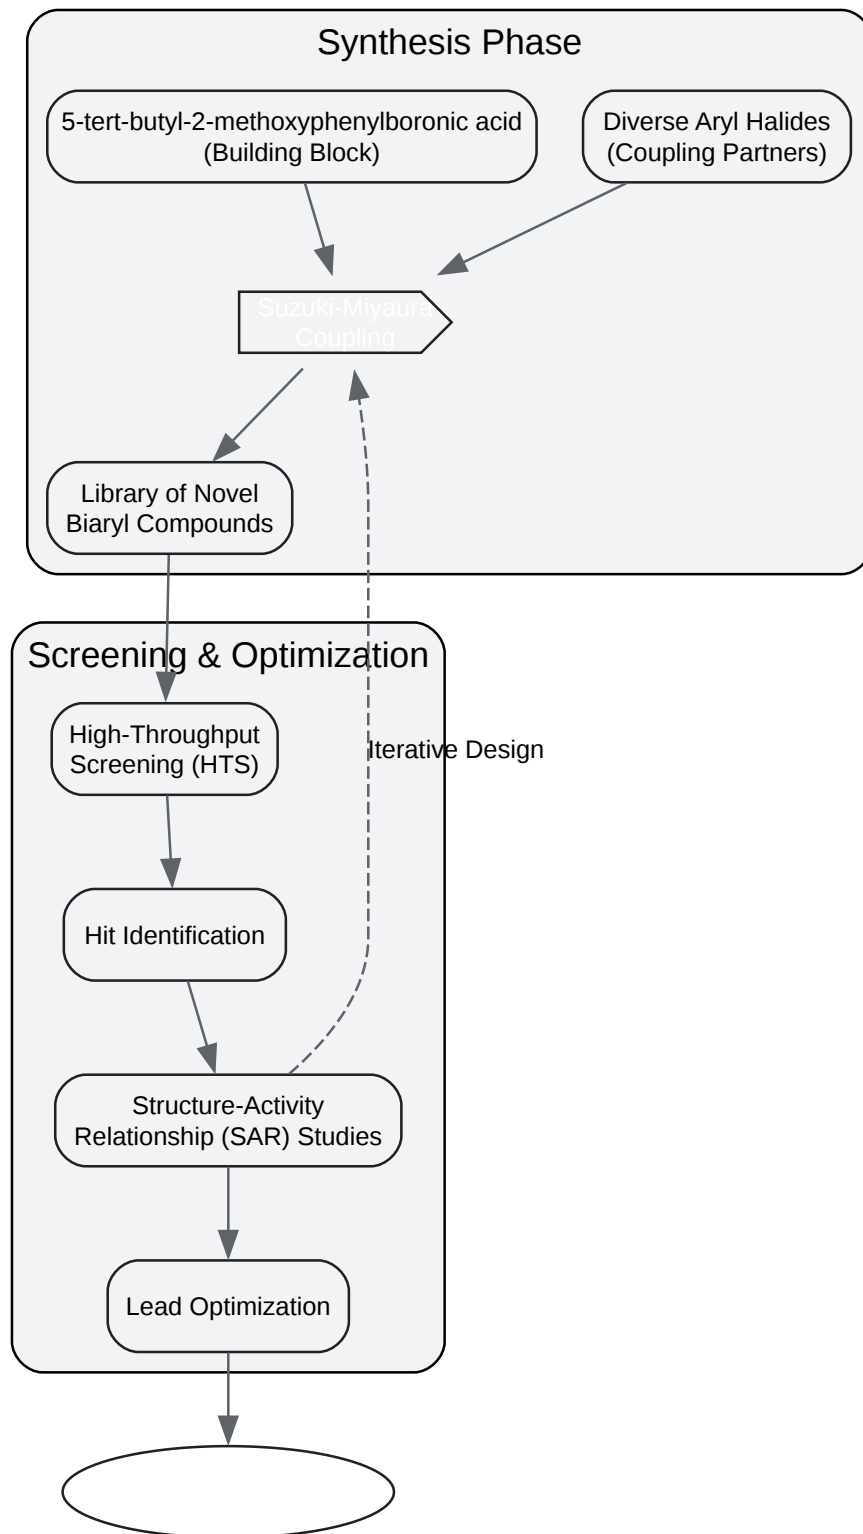 Synthesis Phase
5-tert-butyl-2-methoxyphenylboronic acid
(Building Block)
Diverse Aryl Halides
(Coupling Partners)
Suzuki-Miyaura
Coupling
Library of Novel
Biaryl Compounds
Screening & Optimization
High-Throughput
Screening (HTS)
Iterative Design
Hit Identification
Structure-Activity
Relationship (SAR) Studies
Lead Optimization